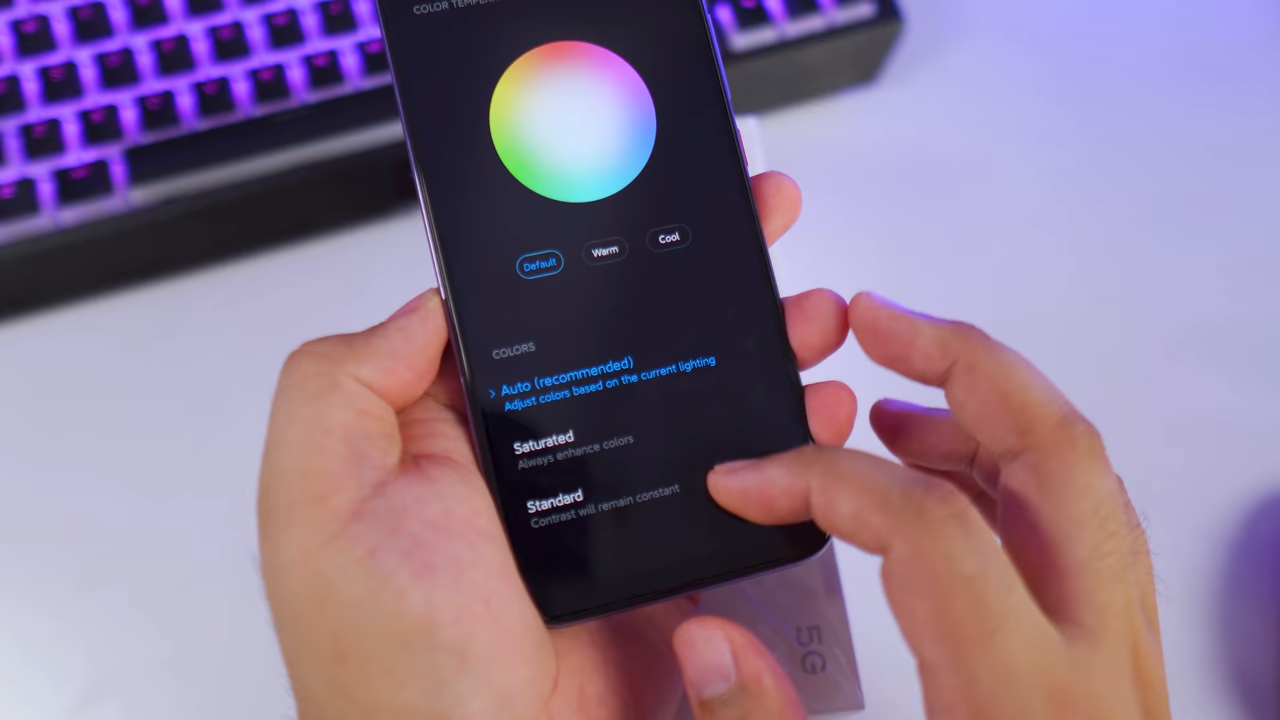 COLOR
Default
Warm
Cool
COLORS
Auto (recommended)
Adjust colors based on the current lighting
Saturated
Always enhance colors
Standard
Contrast will remain constant
5G